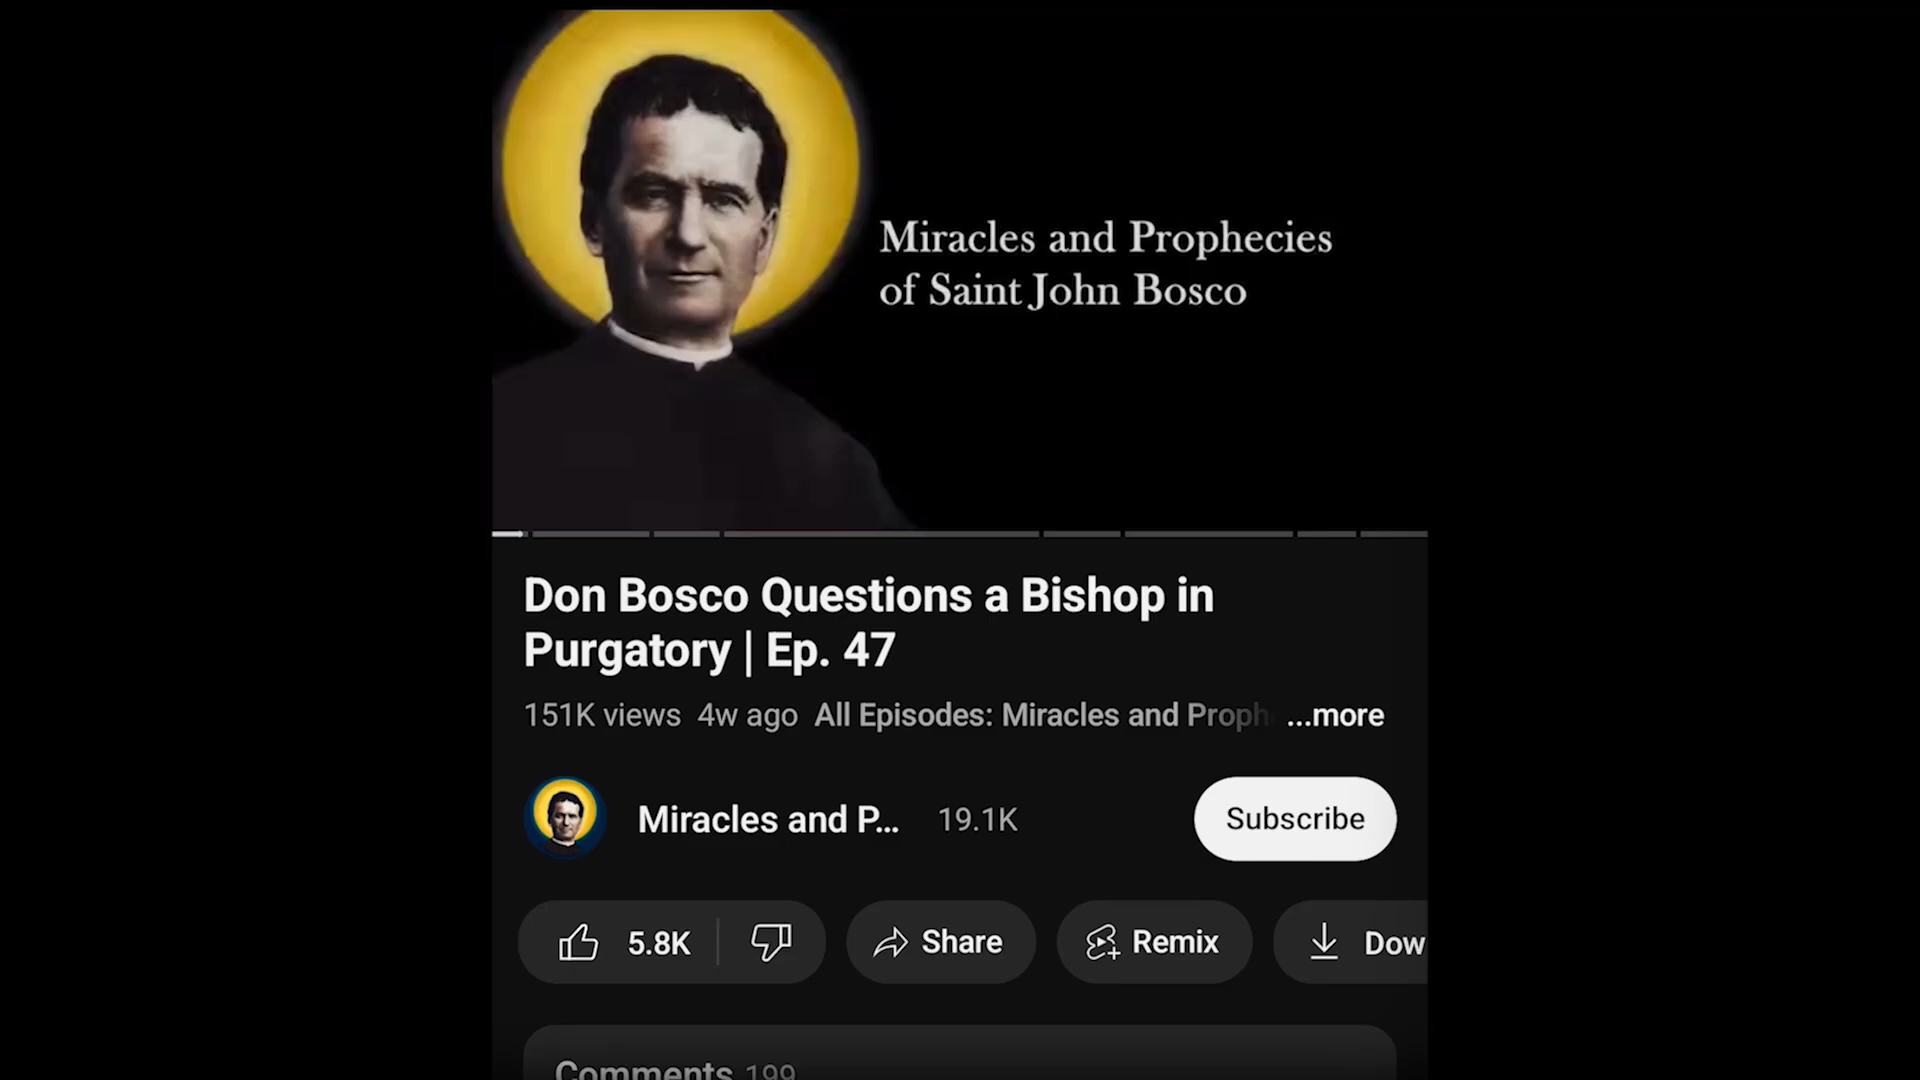 Miracles and Prophecies
of Saint John Bosco
Don Bosco Questions a Bishop in
Purgatory | Ep. 47
151K views 4w ago All Episodes: Miracles and Proph ...more
Miracles and P... 19.1K Subscribe
5.8K Share Remix Dow
Comments 199